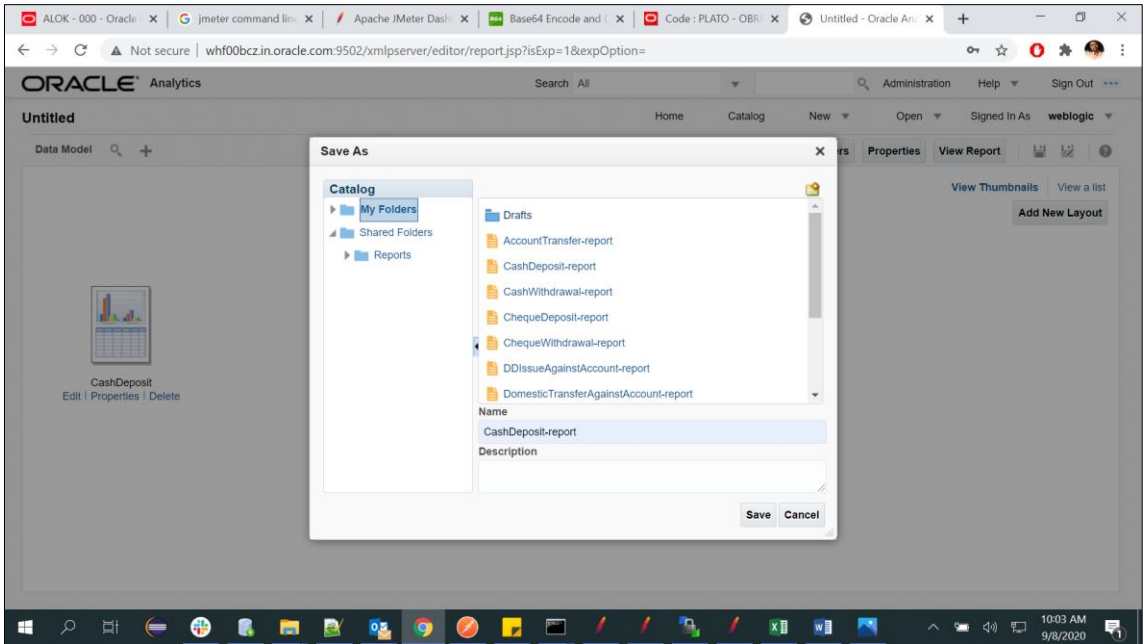 ALOK - 000 - Oracle
jmeter command lin
Apache JMeter Dash
Base64 Encode and
Code : PLATO - OBR
Untitled - Oracle An
Not secure | whf00bcz.in.oracle.com:9502/xmlpserver/editor/report.jsp?isExp=1&expOption=
ORACLE Analytics
Search All
Administration
Help
Sign Out
Untitled
Home
Catalog
New
Open
Signed In As weblogic
Data Model
Save As
rs
Properties
View Report
View Thumbnails
View a list
Add New Layout
Catalog
My Folders
Shared Folders
Reports
Drafts
AccountTransfer-report
CashDeposit-report
CashWithdrawal-report
ChequeDeposit-report
ChequeWithdrawal-report
DDIssueAgainstAccount-report
DomesticTransferAgainstAccount-report
Name
CashDeposit-report
Description
Save
Cancel
CashDeposit
Edit | Properties | Delete
10:03 AM
9/8/2020